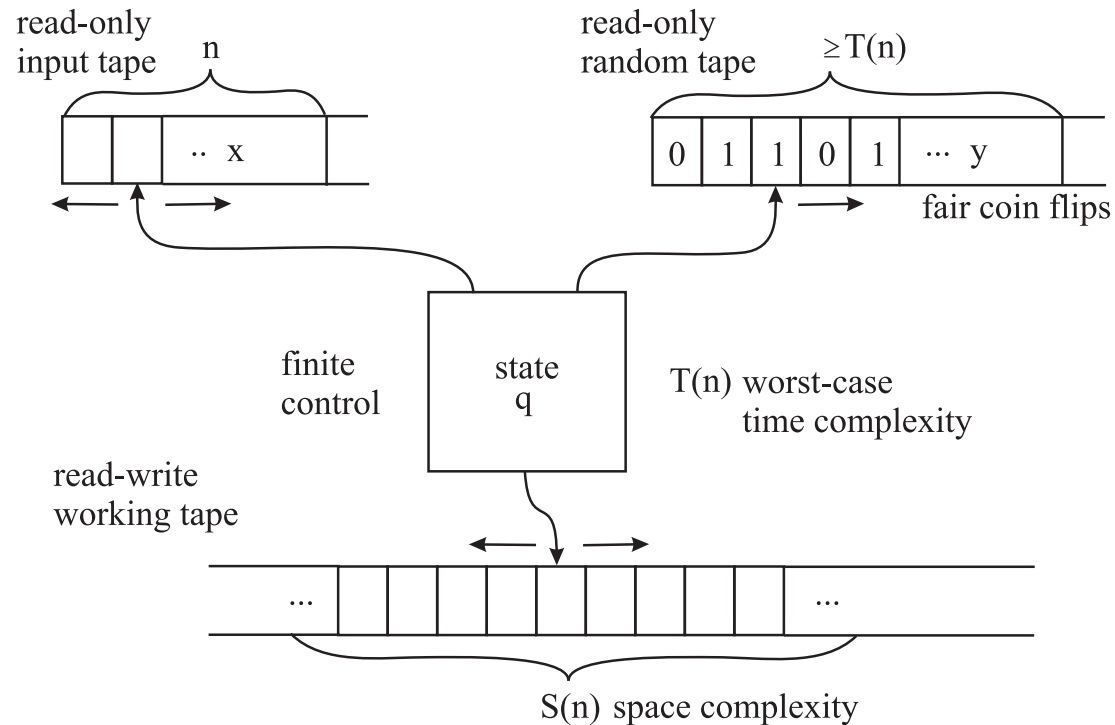 read-only
input tape
n
read-only
random tape
≥T(n)
·· x
0 1 1 0 1 ··· y
fair coin flips
finite
control
state
q
T(n) worst-case
time complexity
read-write
working tape
... ...
S(n) space complexity